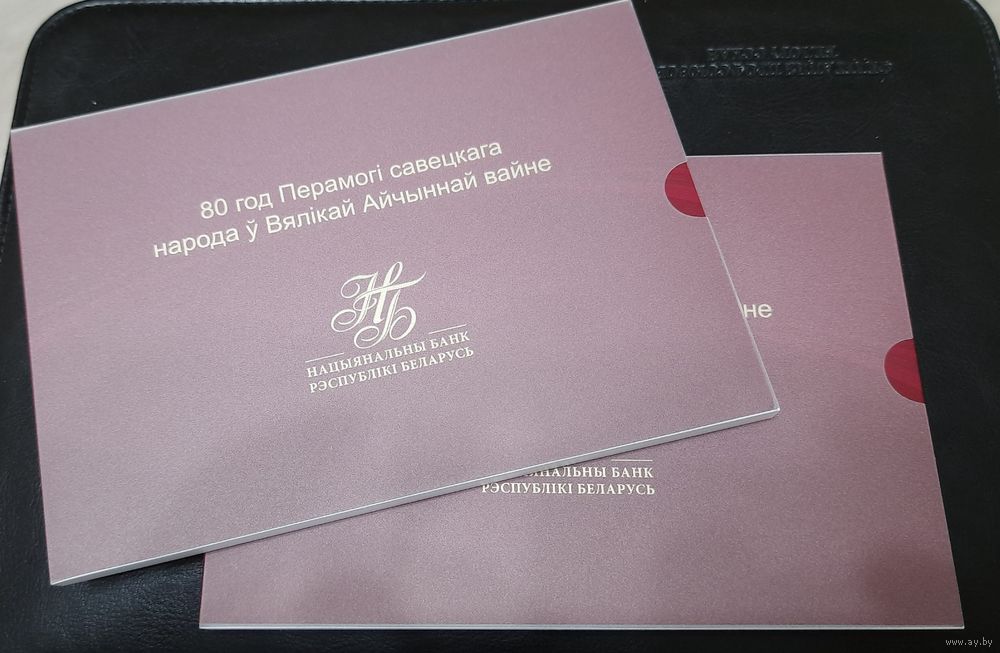 80 год Перамогі савецкага
народа ў Вялікай Айчыннай вайне
НБ
НАЦЫЯНАЛЬНЫ БАНК
РЭСПУБЛІКІ БЕЛАРУСЬ
не
БАНК
РЭСПУБЛІКІ БЕЛАРУСЬ
www.ay.by